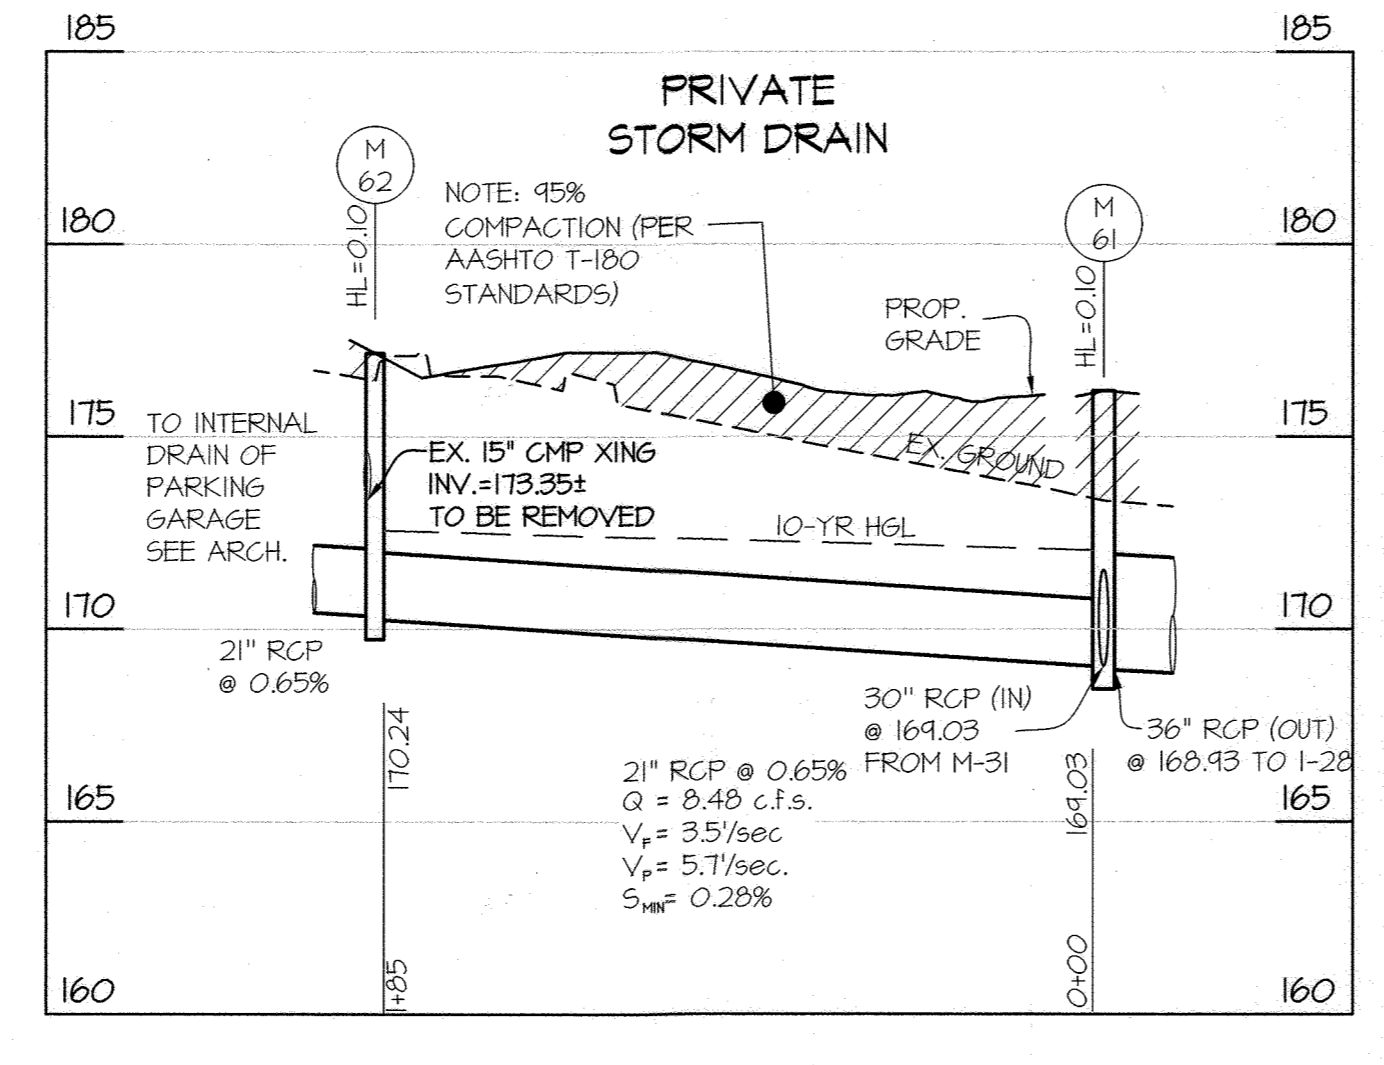 185
185
PRIVATE
STORM DRAIN
M
62
HL=0.10
NOTE: 95%
COMPACTION (PER
AASHTO T-180
STANDARDS)
M
61
HL=0.10
180
180
PROP.
GRADE
175
175
TO INTERNAL
DRAIN OF
PARKING
GARAGE
SEE ARCH.
EX. 15" CMP XING
INV.=173.35±
TO BE REMOVED
EX. GROUND
10-YR HGL
170
170
21" RCP
@ 0.65%
30" RCP (IN)
@ 169.03
FROM M-31
36" RCP (OUT)
@ 168.93 TO I-28
170.24
169.03
21" RCP @ 0.65%
Q = 8.48 c.f.s.
VF= 3.5'/sec
VP= 5.7'/sec.
SMIN= 0.28%
165
165
1+85
0+00
160
160